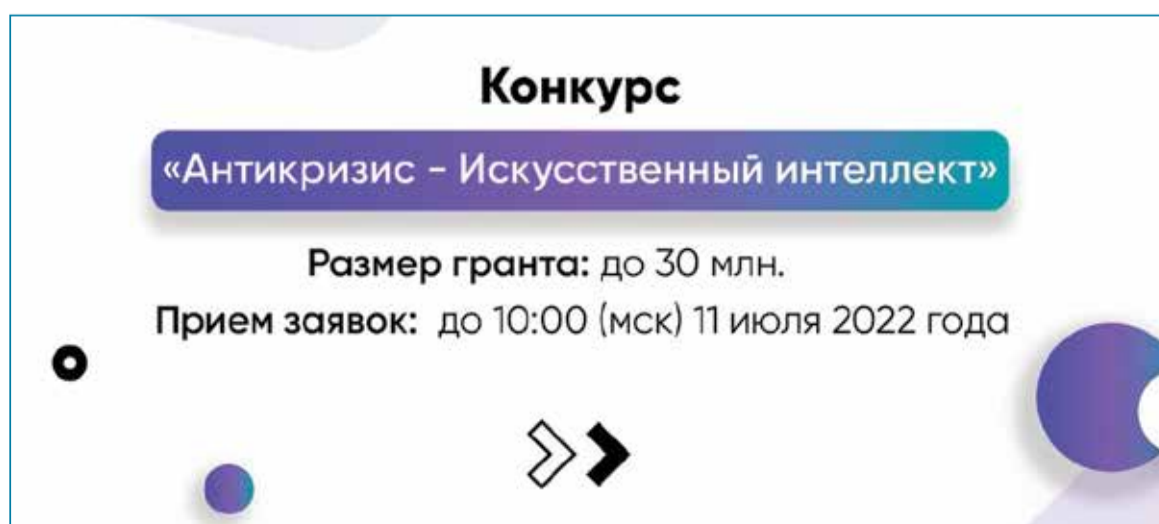 Конкурс
«Антикризис - Искусственный интеллект»
Размер гранта: до 30 млн.
Прием заявок: до 10:00 (мск) 11 июля 2022 года